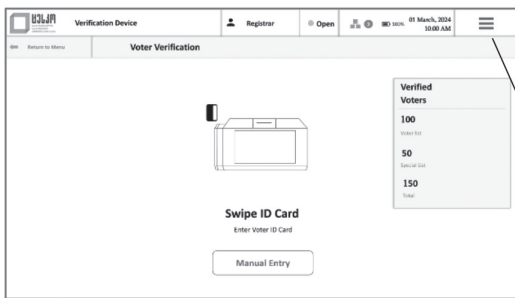 ცესკო
Verification Device
Registrar
Open
100%
01 March, 2024
10:00 AM
Return to Menu
Voter Verification
Verified
Voters
100
Voter list
50
Special list
150
Total
Swipe ID Card
Enter Voter ID Card
Manual Entry